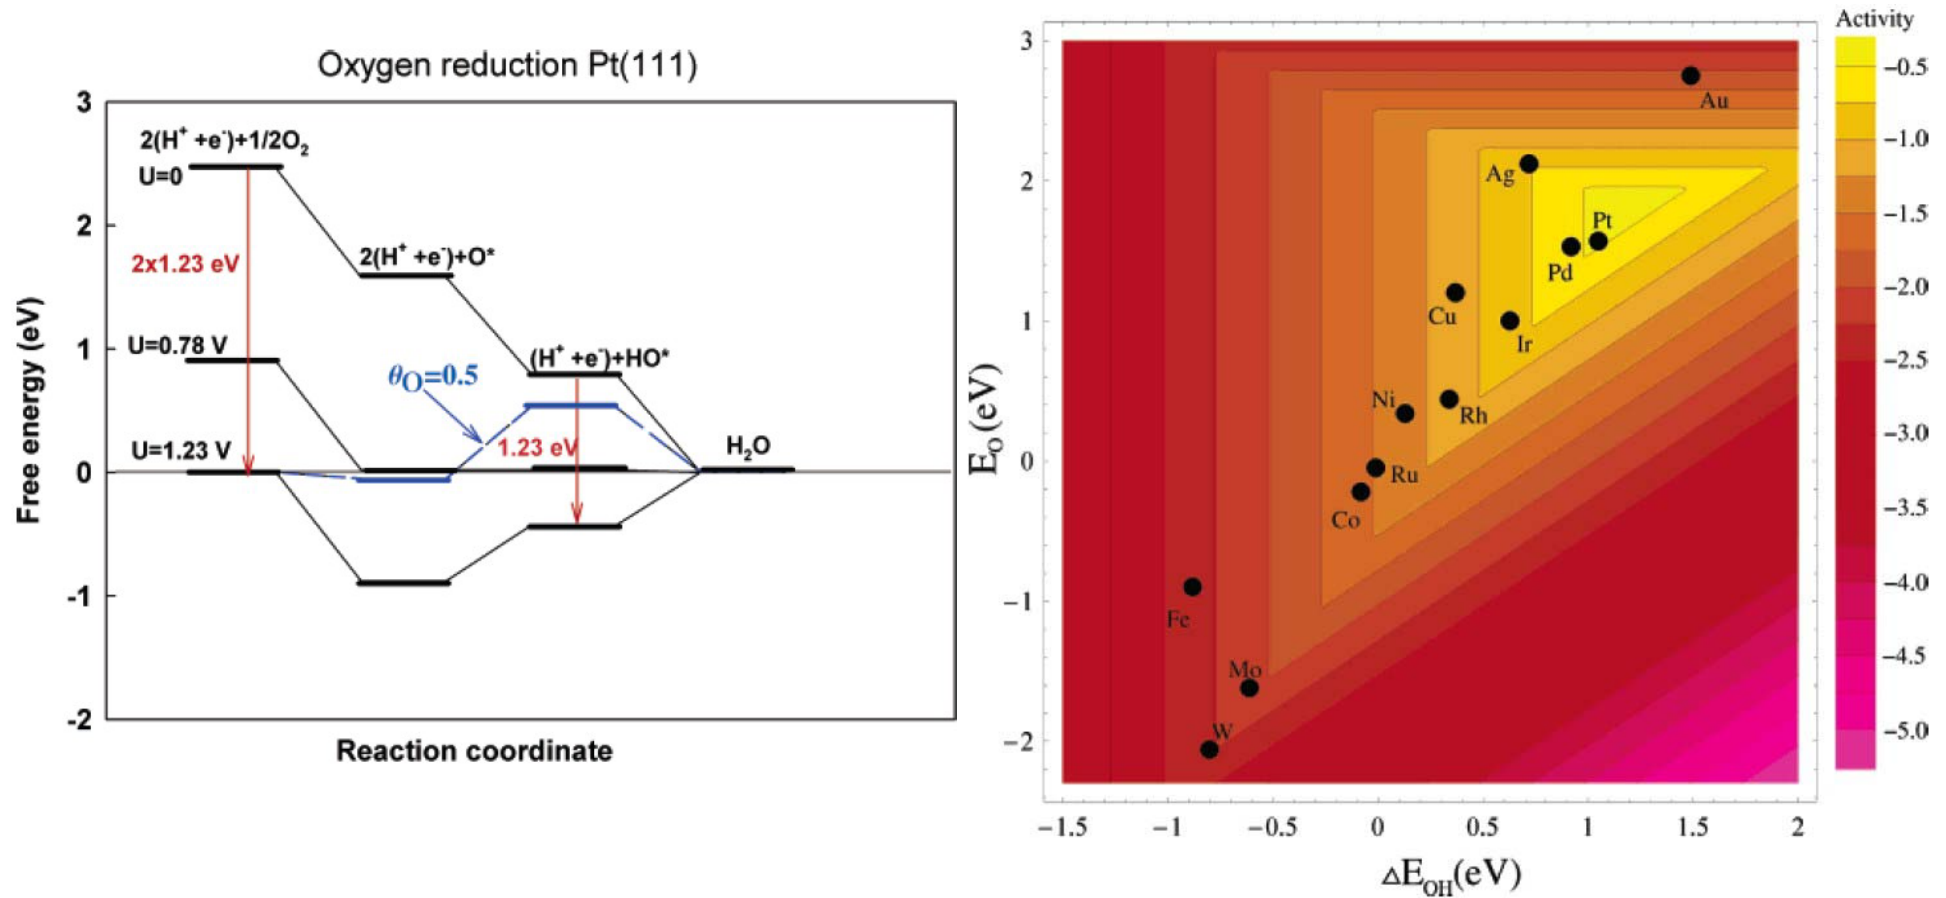 Oxygen reduction Pt(111)
3
2
1
0
-1
-2
Free energy (eV)
Reaction coordinate
2(H⁺ +e⁻)+1/2O₂
U=0
2x1.23 eV
2(H⁺ +e⁻)+O*
U=0.78 V
θO=0.5
(H⁺ +e⁻)+HO*
1.23 eV
U=1.23 V
H₂O
Activity
−0.5
−1.0
−1.5
−2.0
−2.5
−3.0
−3.5
−4.0
−4.5
−5.0
3
2
1
0
−1
−2
E_O (eV)
Au
Ag
Pt
Pd
Cu
Ir
Ni
Rh
Ru
Co
Fe
Mo
W
−1.5
−1
−0.5
0
0.5
1
1.5
2
△E_OH(eV)